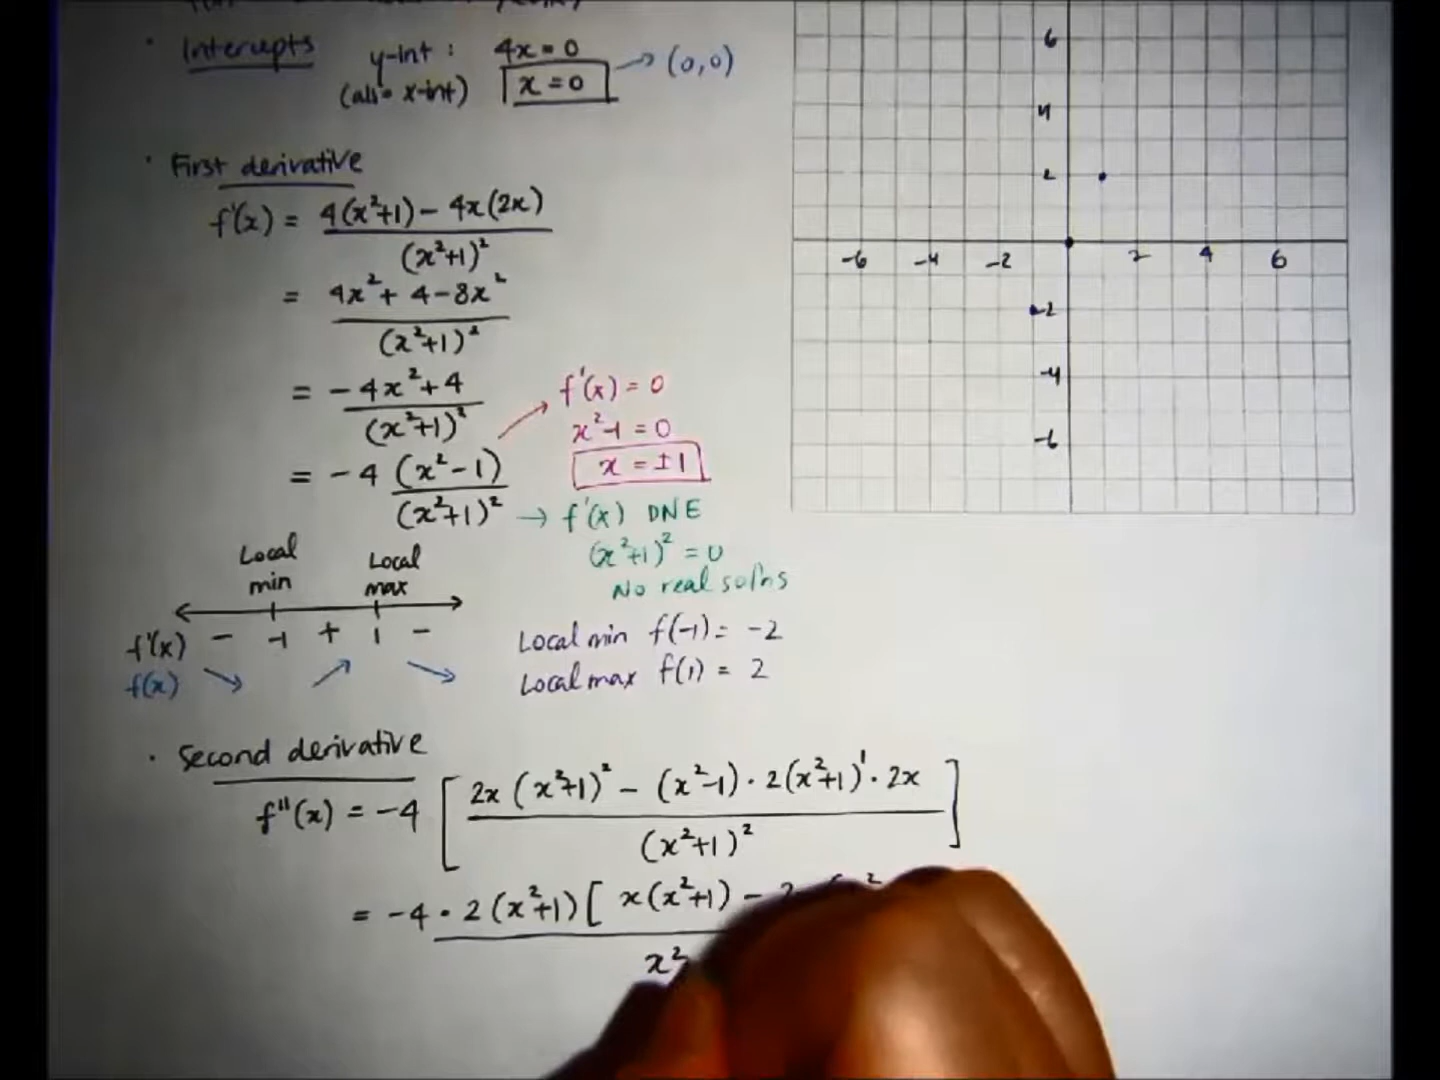 · Intercepts y-int : 4x = 0
(also x-int) x = 0 → (0,0)
· First derivative
f'(x) = 4(x²+1) - 4x(2x)
(x²+1)²
= 4x² + 4 - 8x²
(x²+1)²
= -4x² + 4
(x²+1)²
= -4 (x² - 1)
(x²+1)²
f'(x) = 0
x²-1 = 0
x = ±1
→ f'(x) DNE
(x²+1)² = 0
No real solns
Local min
Local max
f'(x) - -1 + 1 -
f(x)
Local min f(-1) = -2
Local max f(1) = 2
· Second derivative
f''(x) = -4 [ 2x (x²+1)² - (x²-1) · 2(x²+1)¹ · 2x ]
(x²+1)²
= -4 · 2(x²+1) [ x(x²+1) -
x²
6
4
2
-6 -4 -2 2 4 6
-2
-4
-6